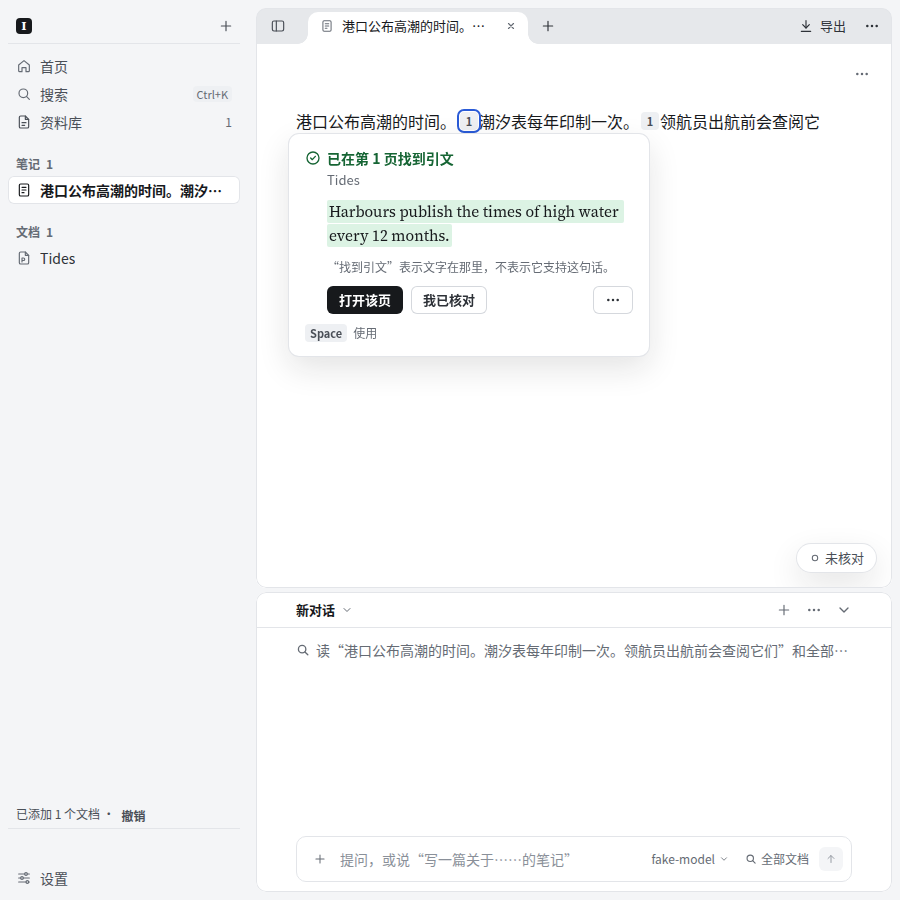 I
首页
搜索 Ctrl+K
资料库 1
笔记 1
港口公布高潮的时间。潮汐…
文档 1
Tides
已添加 1 个文档 · 撤销
设置
港口公布高潮的时间。…
导出
港口公布高潮的时间。 1 潮汐表每年印制一次。 1 领航员出航前会查阅它
已在第 1 页找到引文
Tides
Harbours publish the times of high water
every 12 months.
“找到引文”表示文字在那里，不表示它支持这句话。
打开该页 我已核对
Space 使用
未核对
新对话
读“港口公布高潮的时间。潮汐表每年印制一次。领航员出航前会查阅它们”和全部…
提问，或说“写一篇关于……的笔记” fake-model 全部文档